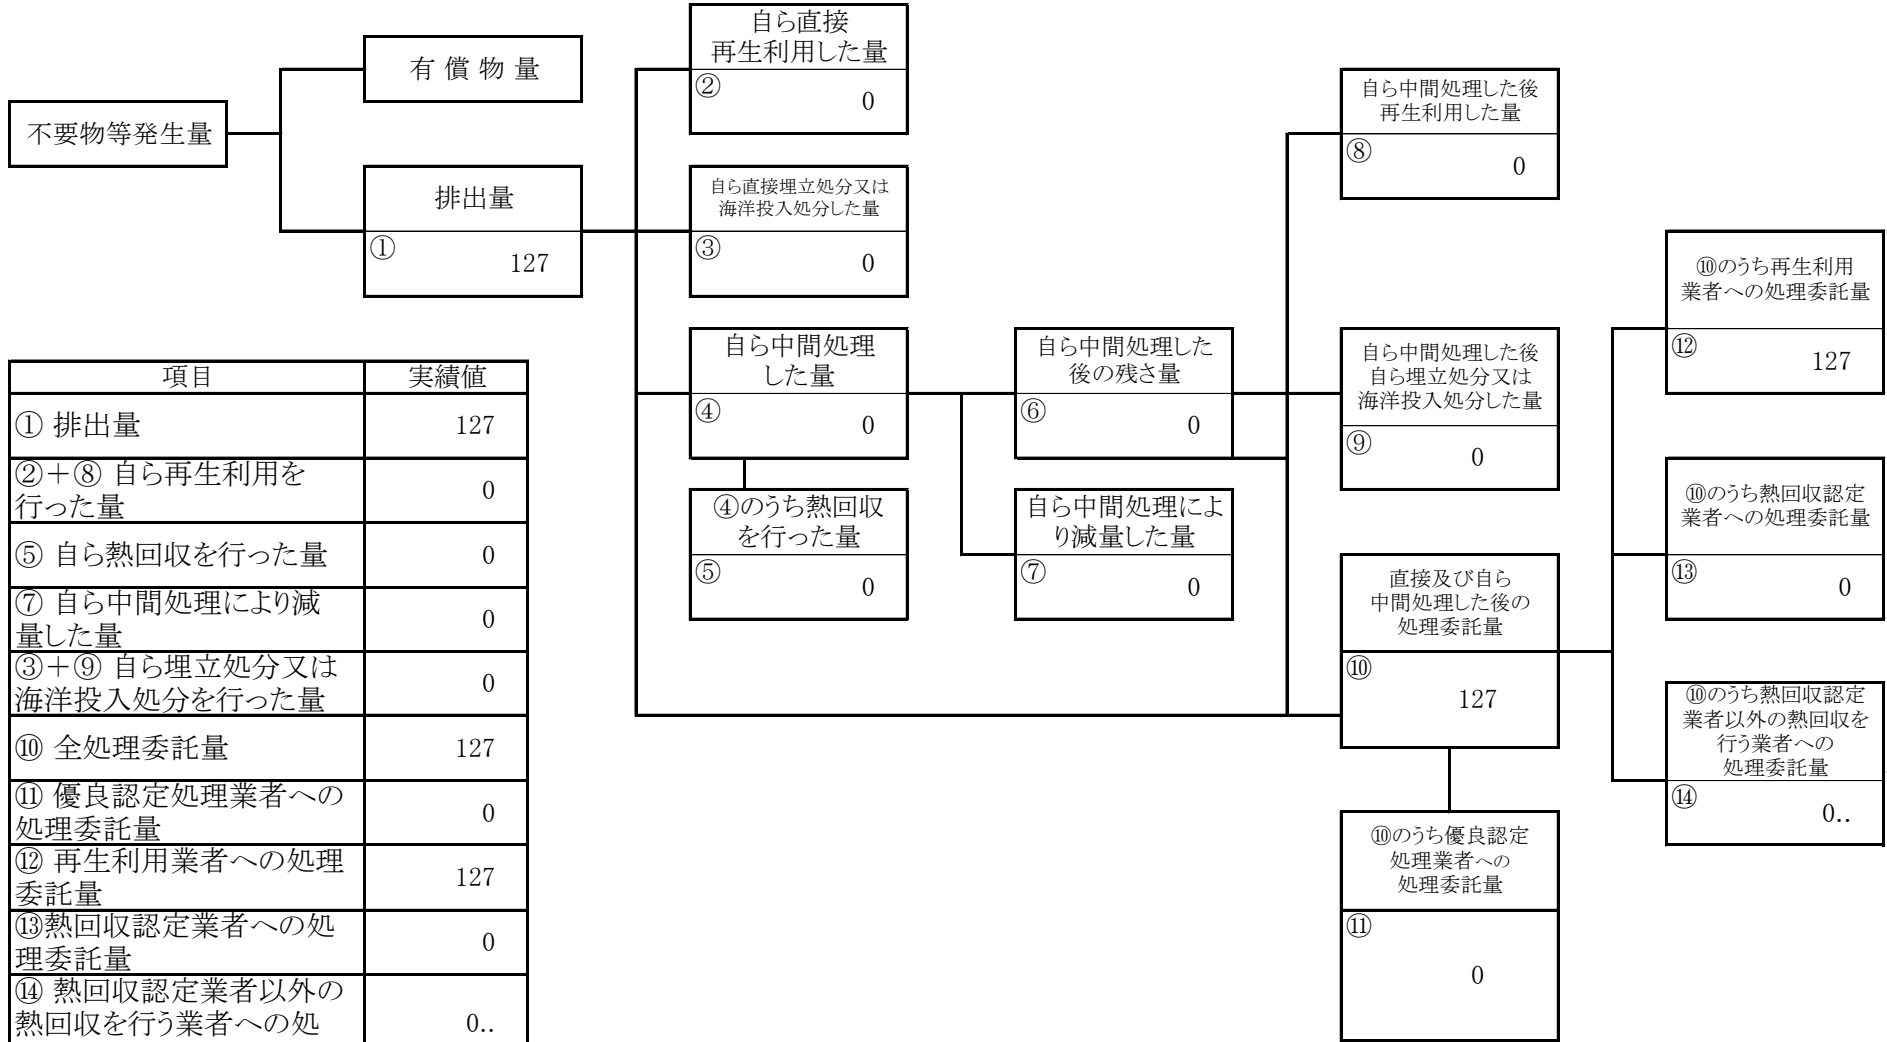 不要物等発生量
有 償 物 量
排出量
①
127
自ら直接
再生利用した量
②
0
自ら直接埋立処分又は
海洋投入処分した量
③
0
自ら中間処理
した量
④
0
④のうち熱回収
を行った量
⑤
0
自ら中間処理した
後の残さ量
⑥
0
自ら中間処理によ
り減量した量
⑦
0
自ら中間処理した後
再生利用した量
⑧
0
自ら中間処理した後
自ら埋立処分又は
海洋投入処分した量
⑨
0
直接及び自ら
中間処理した後の
処理委託量
⑩
127
⑩のうち優良認定
処理業者への
処理委託量
⑪
0
⑩のうち再生利用
業者への処理委託量
⑫
127
⑩のうち熱回収認定
業者への処理委託量
⑬
0
⑩のうち熱回収認定
業者以外の熱回収を
行う業者への
処理委託量
⑭
0..
項目 実績値
① 排出量 127
②＋⑧ 自ら再生利用を
行った量 0
⑤ 自ら熱回収を行った量 0
⑦ 自ら中間処理により減
量した量 0
③＋⑨ 自ら埋立処分又は
海洋投入処分を行った量 0
⑩ 全処理委託量 127
⑪ 優良認定処理業者への
処理委託量 0
⑫ 再生利用業者への処理
委託量 127
⑬熱回収認定業者への処
理委託量 0
⑭ 熱回収認定業者以外の
熱回収を行う業者への処 0..